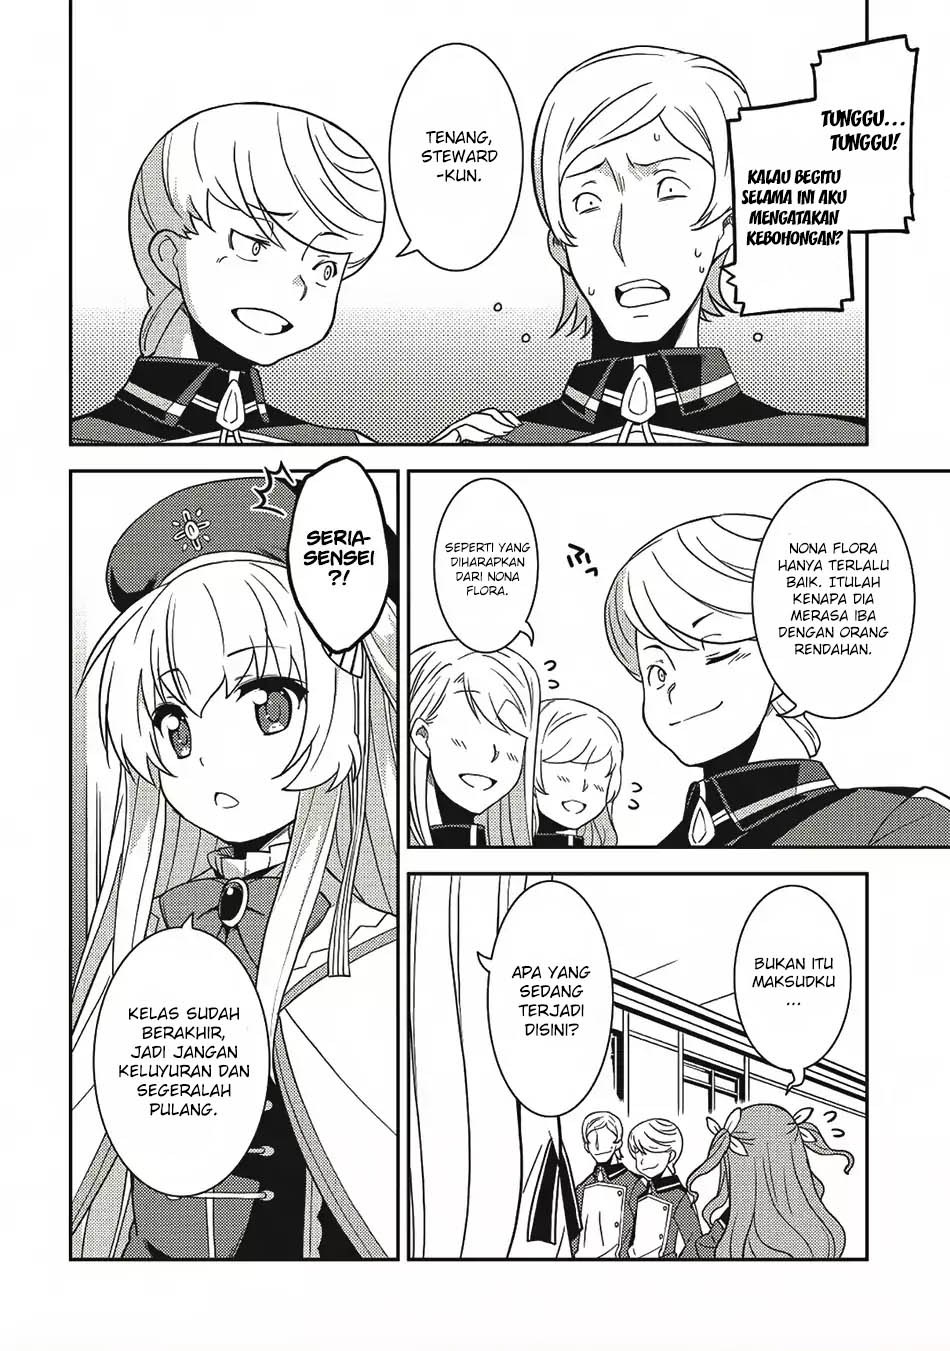 TUNGGU...
TUNGGU!
KALAU BEGITU
SELAMA INI AKU
MENGATAKAN
KEBOHONGAN?
TENANG,
STEWARD
-KUN.
NONA FLORA
HANYA TERLALU
BAIK. ITULAH
KENAPA DIA
MERASA IBA
DENGAN ORANG
RENDAHAN.
SEPERTI YANG
DIHARAPKAN
DARI NONA
FLORA.
BUKAN ITU
MAKSUDKU
...
APA YANG
SEDANG
TERJADI
DISINI?
SERIA-
SENSEI
?!
KELAS SUDAH
BERAKHIR,
JADI JANGAN
KELUYURAN DAN
SEGERALAH
PULANG.